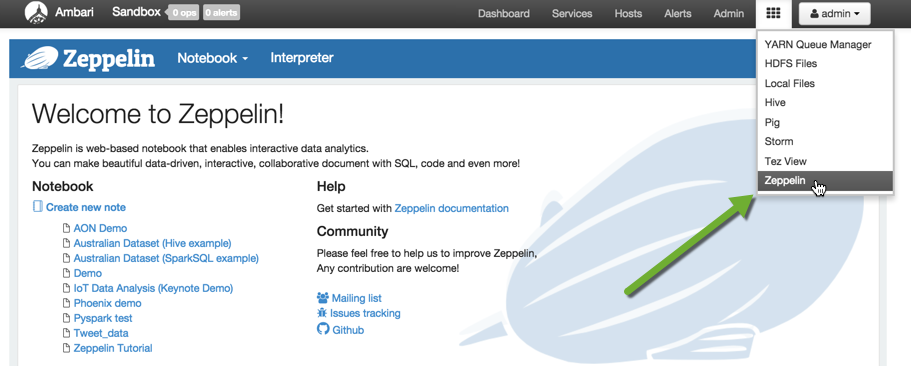 Ambari Sandbox 0 ops 0 alerts Dashboard Services Hosts Alerts Admin admin
Zeppelin Notebook Interpreter
YARN Queue Manager
HDFS Files
Local Files
Hive
Pig
Storm
Tez View
Zeppelin
Welcome to Zeppelin!
Zeppelin is web-based notebook that enables interactive data analytics.
You can make beautiful data-driven, interactive, collaborative document with SQL, code and even more!
Notebook
Create new note
AON Demo
Australian Dataset (Hive example)
Australian Dataset (SparkSQL example)
Demo
IoT Data Analysis (Keynote Demo)
Phoenix demo
Pyspark test
Tweet_data
Zeppelin Tutorial
Help
Get started with Zeppelin documentation
Community
Please feel free to help us to improve Zeppelin,
Any contribution are welcome!
Mailing list
Issues tracking
Github